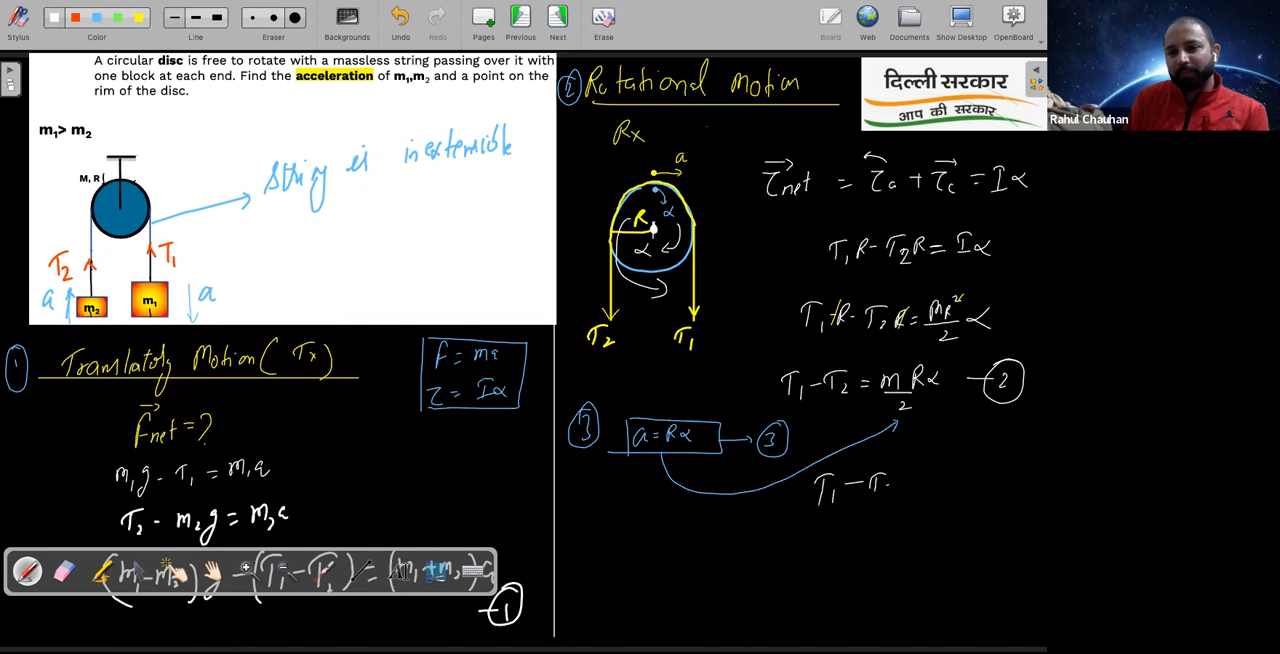 Stylus
Color
Line
Eraser
Backgrounds
Undo
Redo
Pages
Previous
Next
Erase
Board
Web
Documents
Show Desktop
OpenBoard
A circular disc is free to rotate with a massless string passing over it with
one block at each end. Find the acceleration of m₁,m₂ and a point on the
rim of the disc.
m₁> m₂
M, R
String is inextensible
T₂
T₁
a
a
m₂
m₁
① Translatory Motion (Tx)
F = ma
τ = Iα
F⃗net = ?
m₁g - T₁ = m₁a
T₂ - m₂g = m₂a
(m₁-m₂)g - (T₁-T₂) = (m₁+m₂)a
—①
② Rotational Motion
दिल्ली सरकार
आप की सरकार
Rahul Chauhan
Rx
a
α
R
α
T₂
T₁
τ⃗net = τ⃗a + τ⃗c = Iα
T₁R - T₂R = Iα
T₁R - T₂R = MR²/2 α
T₁ - T₂ = m/2 Rα —②
③ a = Rα → ③
T₁ - T